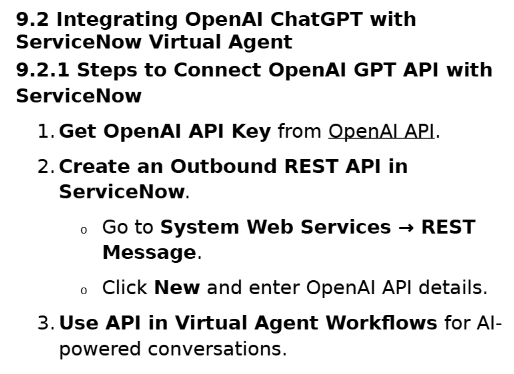 9.2 Integrating OpenAI ChatGPT with
ServiceNow Virtual Agent
9.2.1 Steps to Connect OpenAI GPT API with
ServiceNow
1. Get OpenAI API Key from OpenAI API.
2. Create an Outbound REST API in
ServiceNow.
o Go to System Web Services → REST
Message.
o Click New and enter OpenAI API details.
3. Use API in Virtual Agent Workflows for AI-
powered conversations.